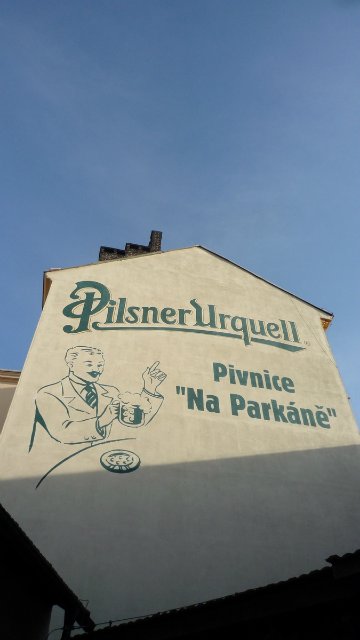 Pilsner Urquell
Pivnice
"Na Parkáně"